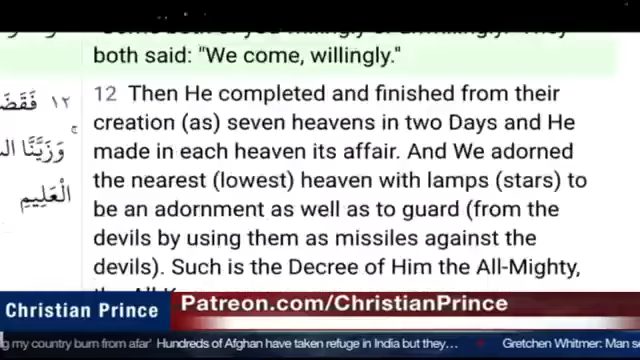 both said: "We come, willingly."
12 Then He completed and finished from their
creation (as) seven heavens in two Days and He
made in each heaven its affair. And We adorned
the nearest (lowest) heaven with lamps (stars) to
be an adornment as well as to guard (from the
devils by using them as missiles against the
devils). Such is the Decree of Him the All-Mighty,
١٢
وَزَيَّنَّا
الْعَلِيمِ
Christian Prince
Patreon.com/ChristianPrince
my country burn from afar' Hundreds of Afghan have taken refuge in India but they… Gretchen Whitmer: Man